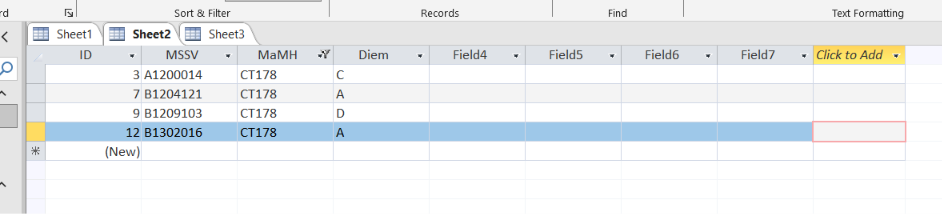 rd Sort & Filter Records Find Text Formatting
Sheet1 Sheet2 Sheet3
ID MSSV MaMH Diem Field4 Field5 Field6 Field7 Click to Add
3 A1200014 CT178 C
7 B1204121 CT178 A
9 B1209103 CT178 D
12 B1302016 CT178 A
(New)